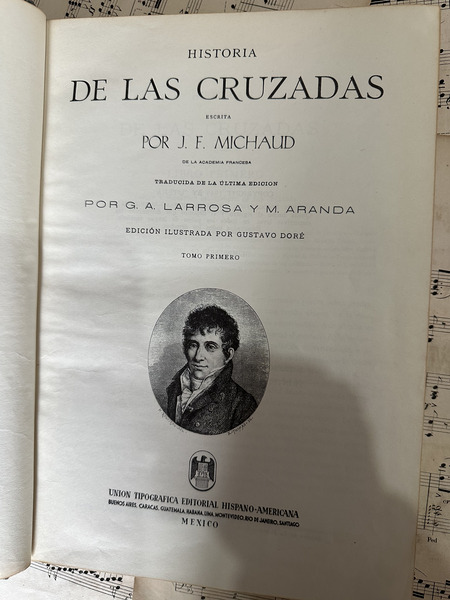 HISTORIA
DE LAS CRUZADAS
ESCRITA
POR J. F. MICHAUD
DE LA ACADEMIA FRANCESA
TRADUCIDA DE LA ÚLTIMA EDICION
POR G. A. LARROSA Y M. ARANDA
EDICIÓN ILUSTRADA POR GUSTAVO DORÉ
TOMO PRIMERO
UNION TIPOGRAFICA EDITORIAL HISPANO-AMERICANA
BUENOS AIRES, CARACAS, GUATEMALA, HABANA, LIMA, MONTEVIDEO, RIO DE JANEIRO, SANTIAGO
MEXICO